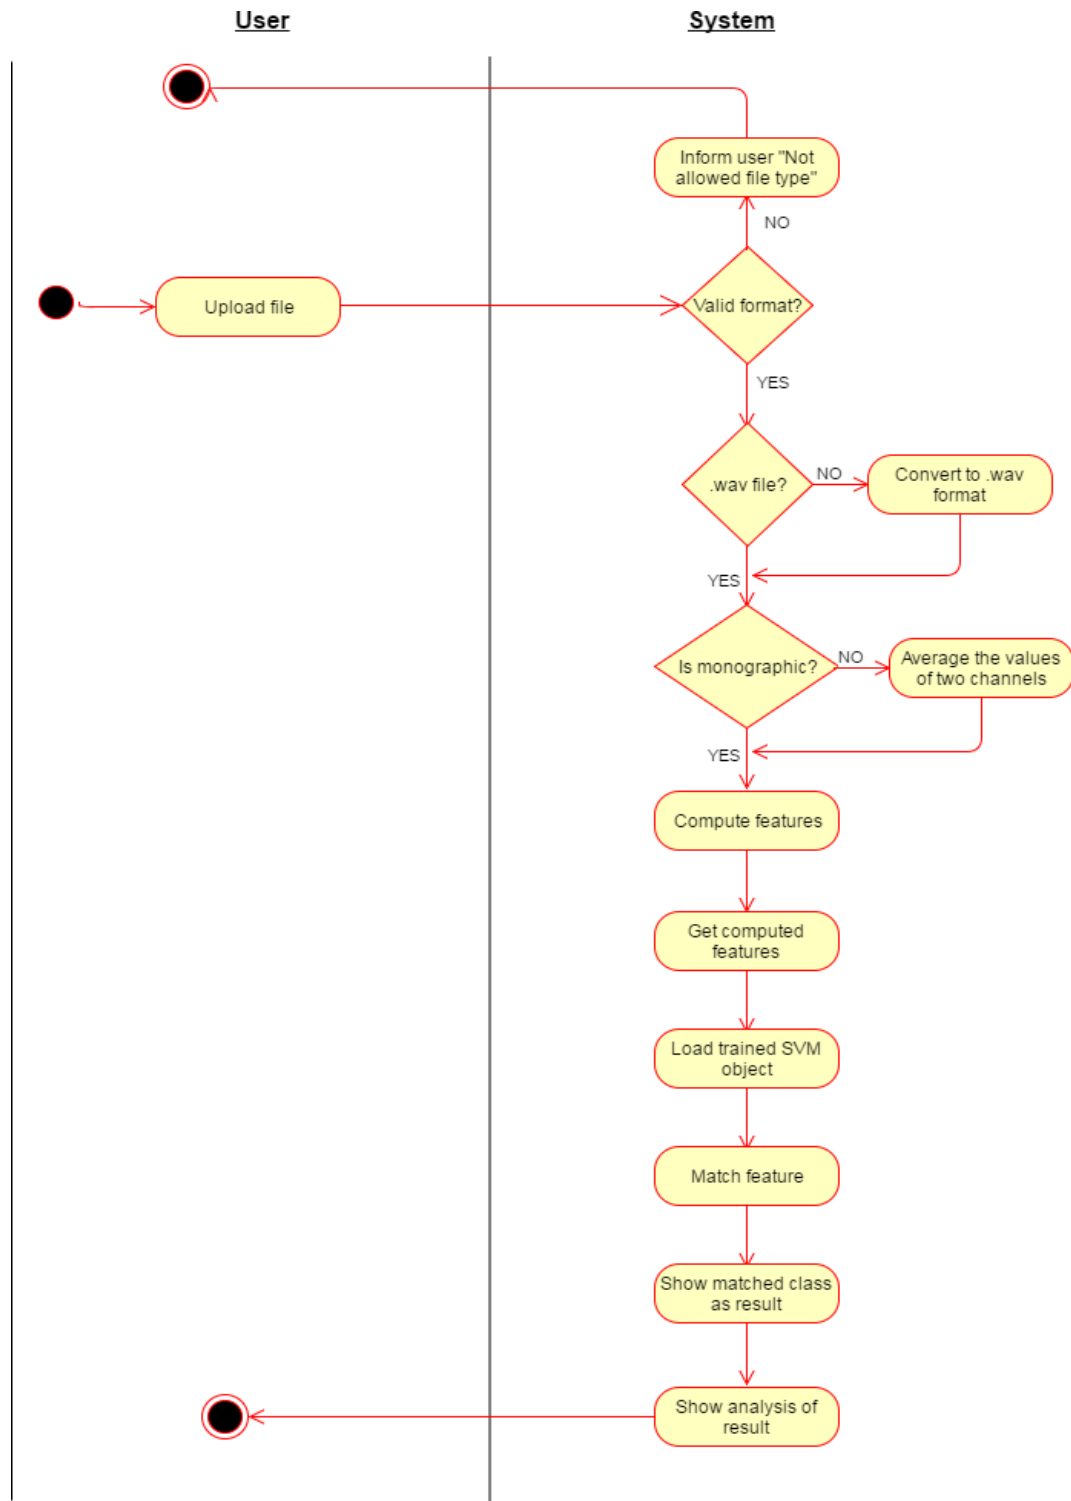 User
System
Inform user "Not
allowed file type"
NO
Upload file
Valid format?
YES
.wav file?
NO
Convert to .wav
format
YES
Is monographic?
NO
Average the values
of two channels
YES
Compute features
Get computed
features
Load trained SVM
object
Match feature
Show matched class
as result
Show analysis of
result